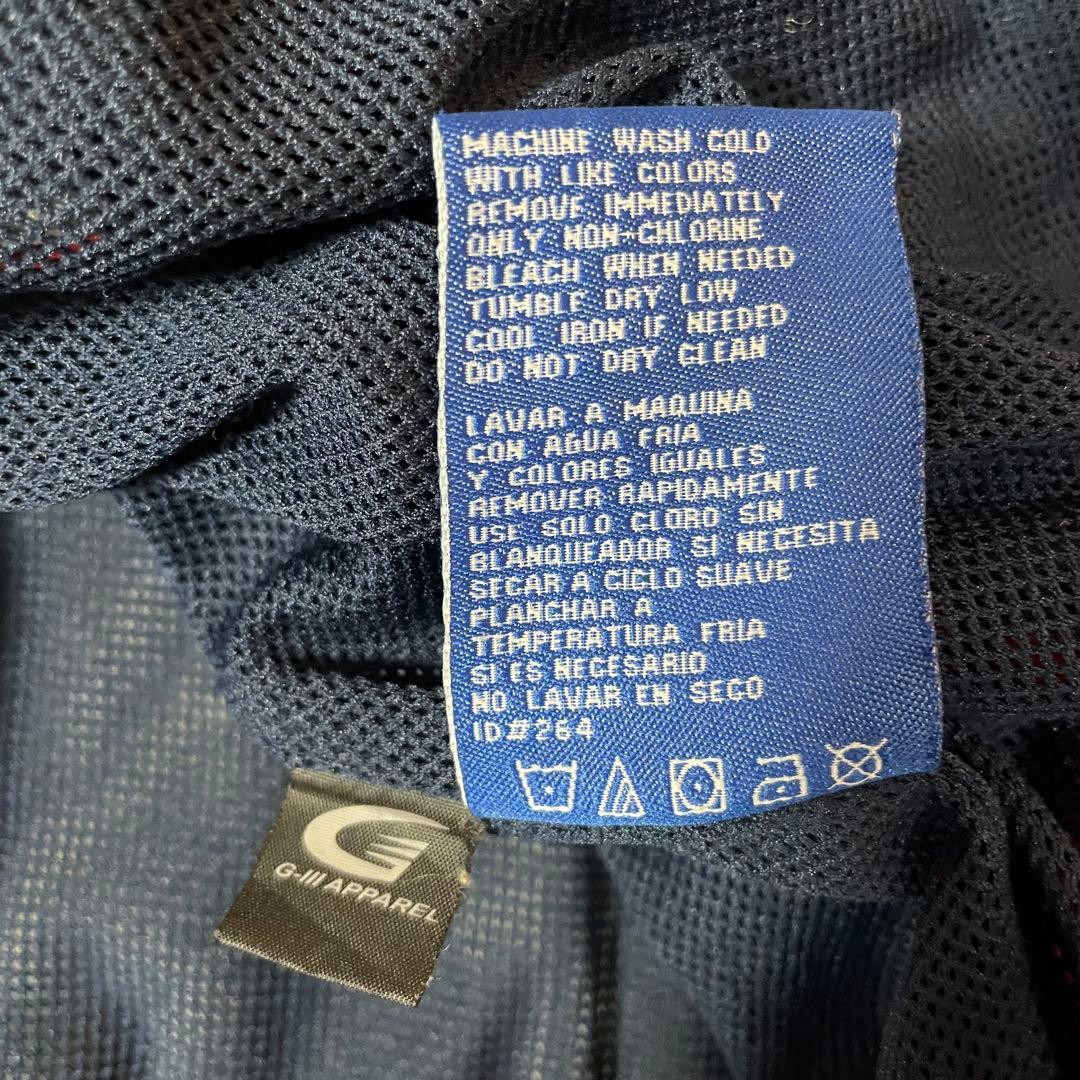 MACHINE WASH COLD
WITH LIKE COLORS
REMOVE IMMEDIATELY
ONLY NON-CHLORINE
BLEACH WHEN NEEDED
TUMBLE DRY LOW
COOL IRON IF NEEDED
DO NOT DRY CLEAN
LAVAR A MAQUINA
CON AGUA FRIA
Y COLORES IGUALES
REMOVER RAPIDAMENTE
USE SOLO CLORO SIN
BLANQUEADOR SI NECESITA
SECAR A CICLO SUAVE
PLANCHAR A
TEMPERATURA FRIA
SI ES NECESARIO
NO LAVAR EN SECO
ID#264
G-III APPAREL